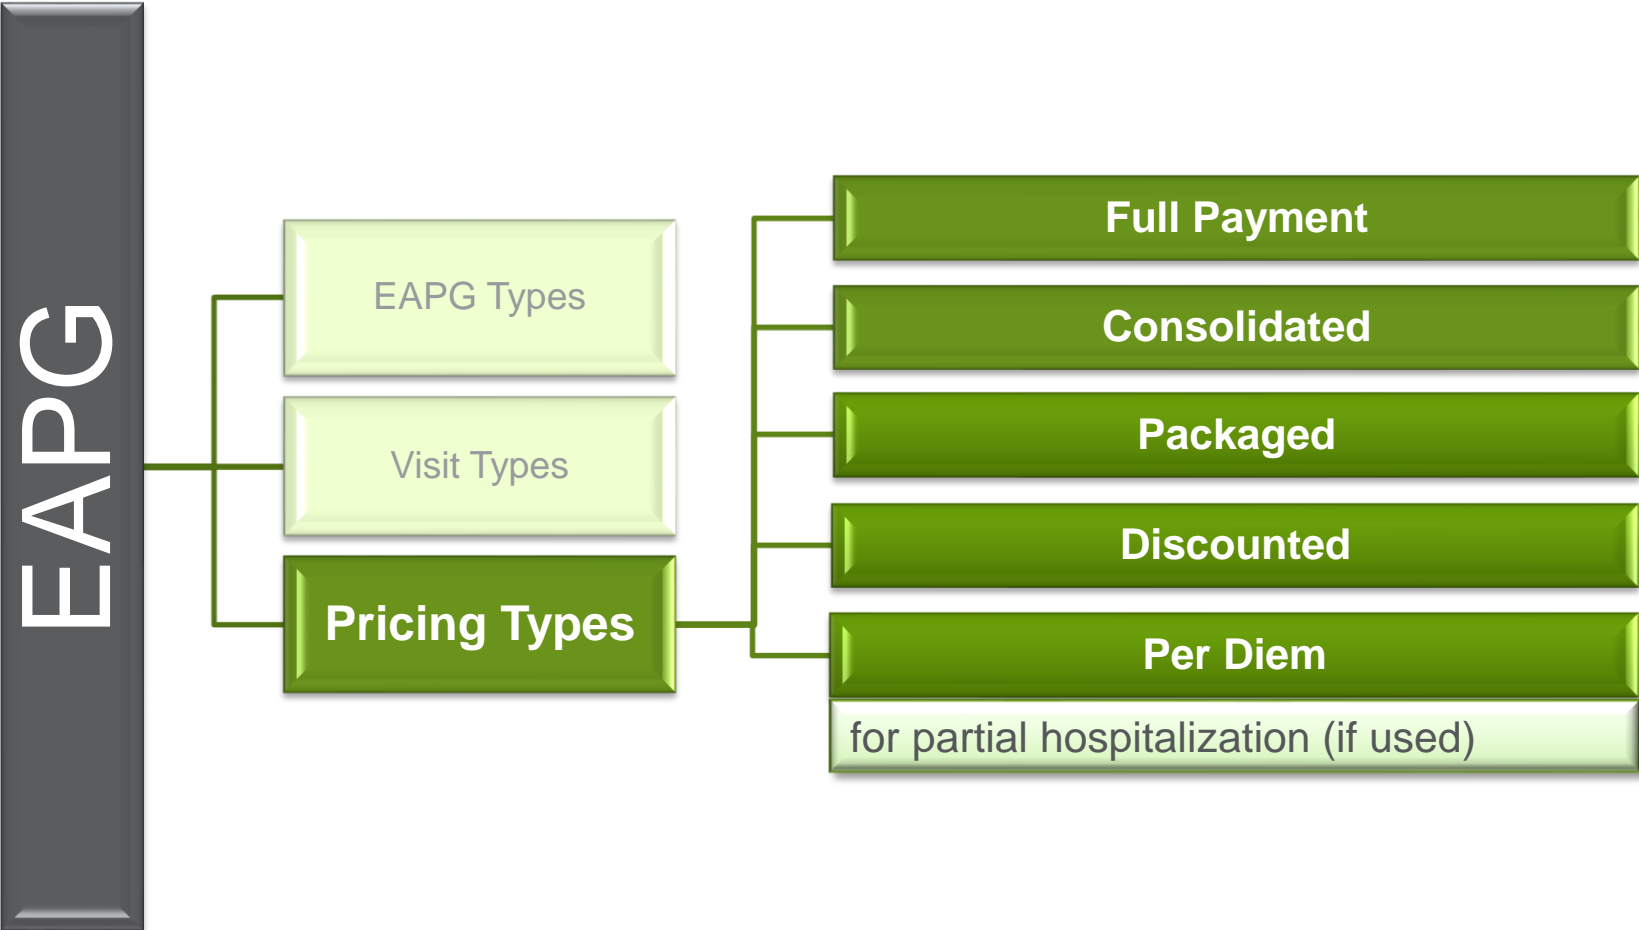 EAPG
EAPG Types
Visit Types
Pricing Types
Full Payment
Consolidated
Packaged
Discounted
Per Diem
for partial hospitalization (if used)